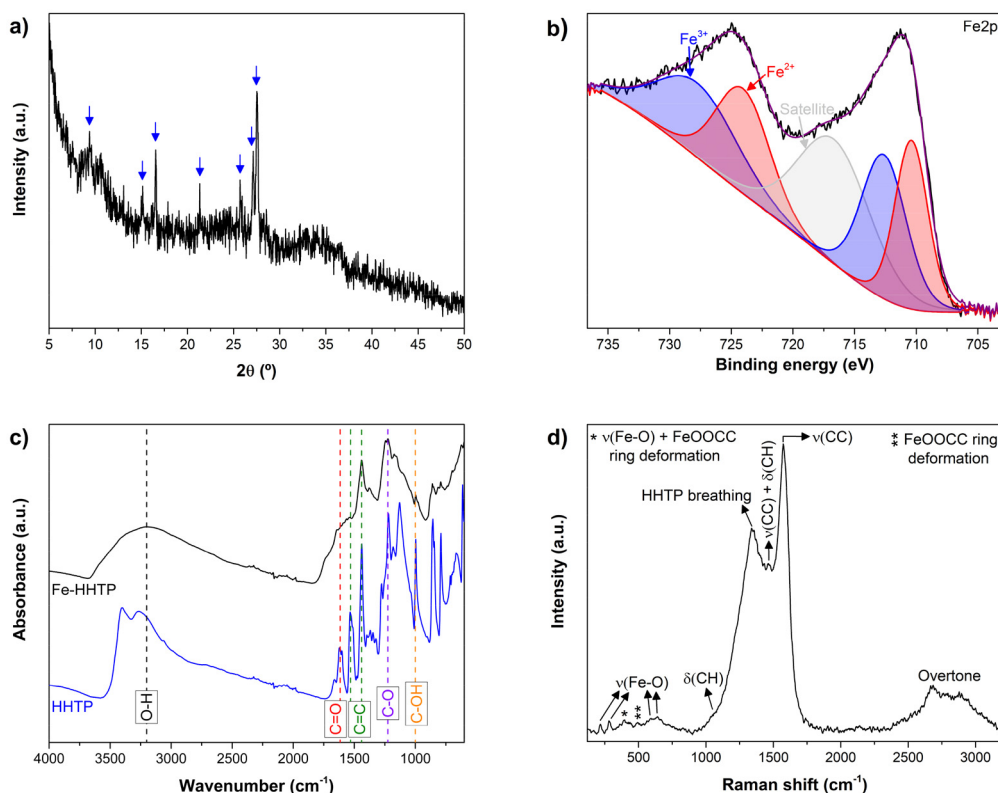 a)
Intensity (a.u.)
5 10 15 20 25 30 35 40 45 50
2θ (º)
b)
Fe2p
Fe³⁺
Fe²⁺
Satellite
Intensity (a.u.)
735 730 725 720 715 710 705
Binding energy (eV)
c)
Absorbance (a.u.)
Fe-HHTP
HHTP
O-H
C=O
C=C
C-O
C-OH
4000 3500 3000 2500 2000 1500 1000
Wavenumber (cm⁻¹)
d)
* ν(Fe-O) + FeOOCC
ring deformation
ν(CC)
** FeOOCC ring
deformation
HHTP breathing
ν(CC) + δ(CH)
δ(CH)
ν(Fe-O)
*
**
Overtone
Intensity (a.u.)
500 1000 1500 2000 2500 3000
Raman shift (cm⁻¹)